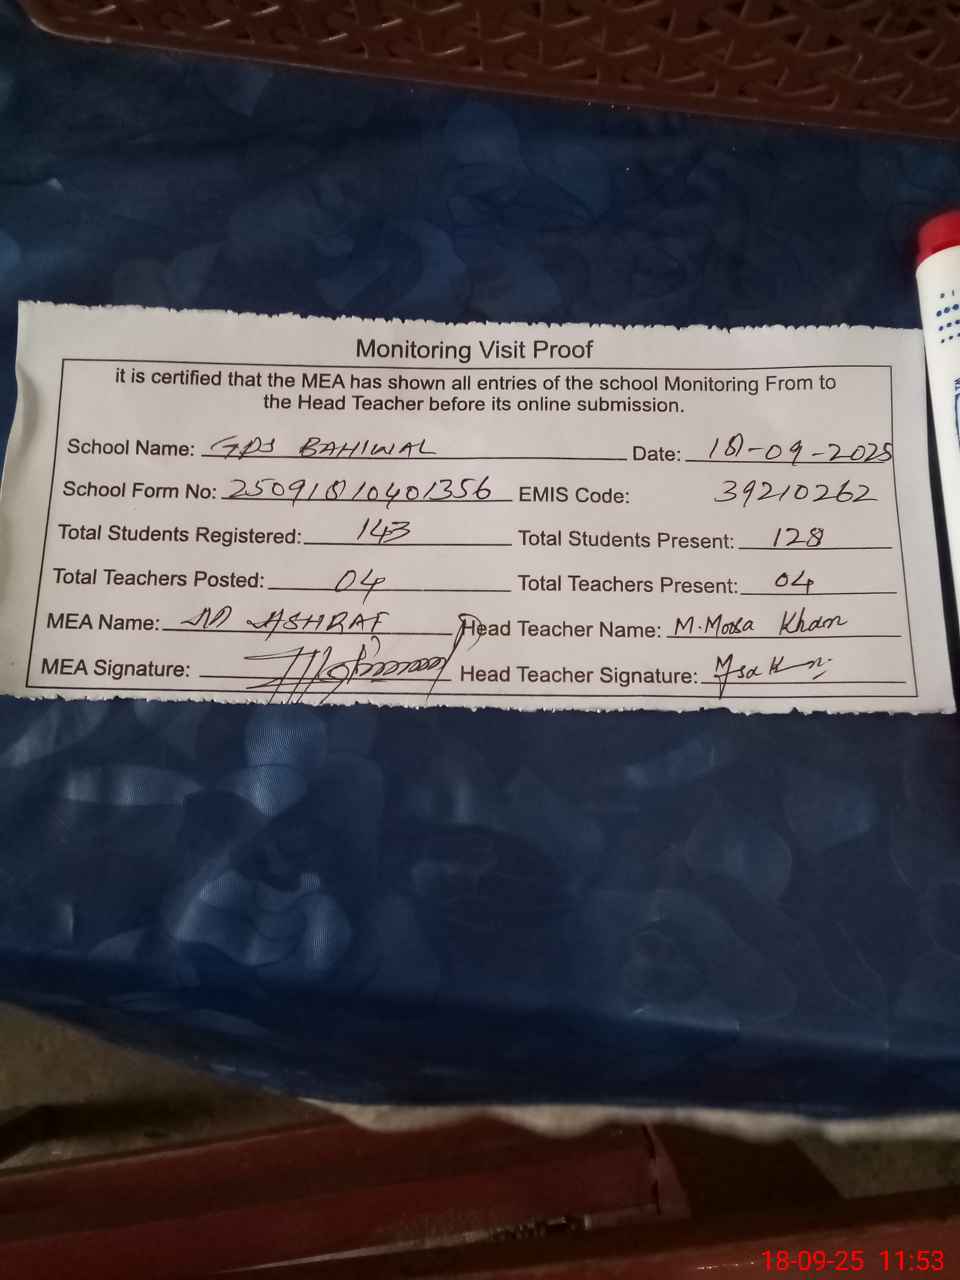 Monitoring Visit Proof
it is certified that the MEA has shown all entries of the school Monitoring From to
the Head Teacher before its online submission.
School Name: GPS BAHIWAL Date: 18-09-2025
School Form No: 25091810401356 EMIS Code: 39210262
Total Students Registered: 143 Total Students Present: 128
Total Teachers Posted: 04 Total Teachers Present: 04
MEA Name: M ASHRAF Head Teacher Name: M. Moosa Khan
MEA Signature: Head Teacher Signature:
18-09-25 11:53